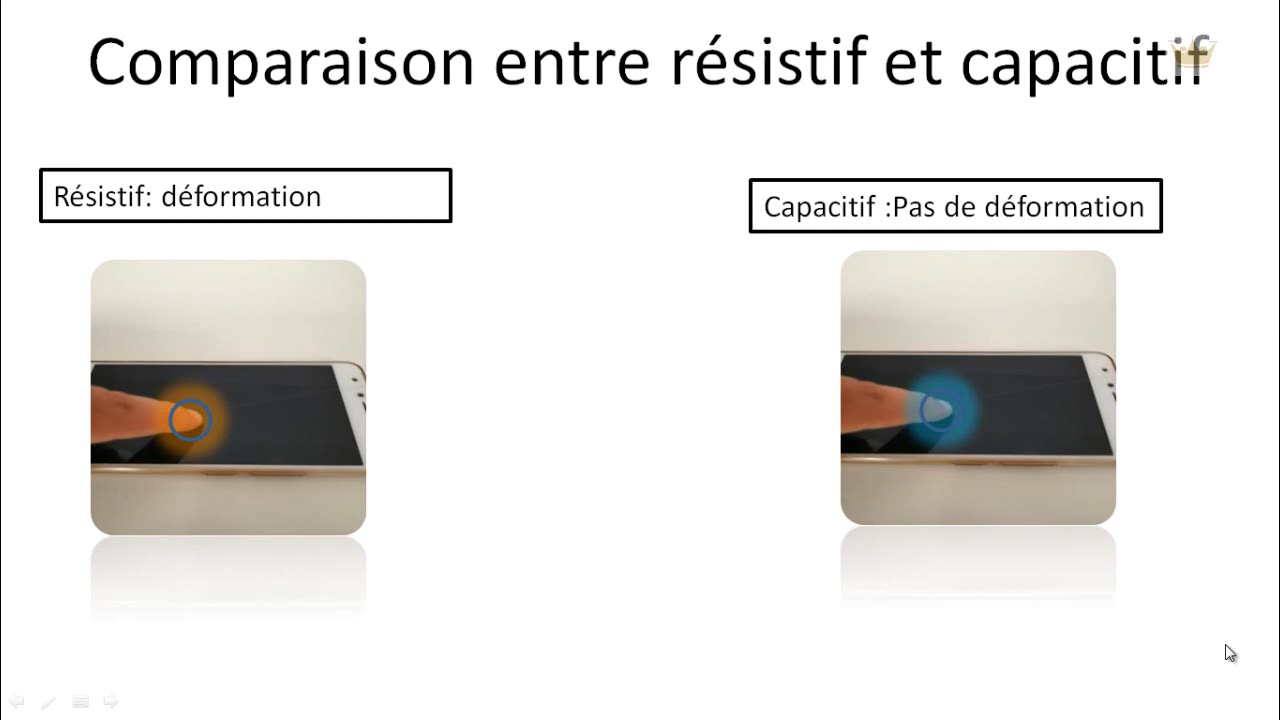 Comparaison entre résistif et capacitif
Résistif: déformation
Capacitif :Pas de déformation